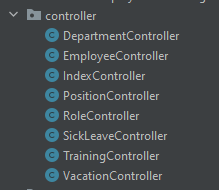 controller
DepartmentController
EmployeeController
IndexController
PositionController
RoleController
SickLeaveController
TrainingController
VacationController